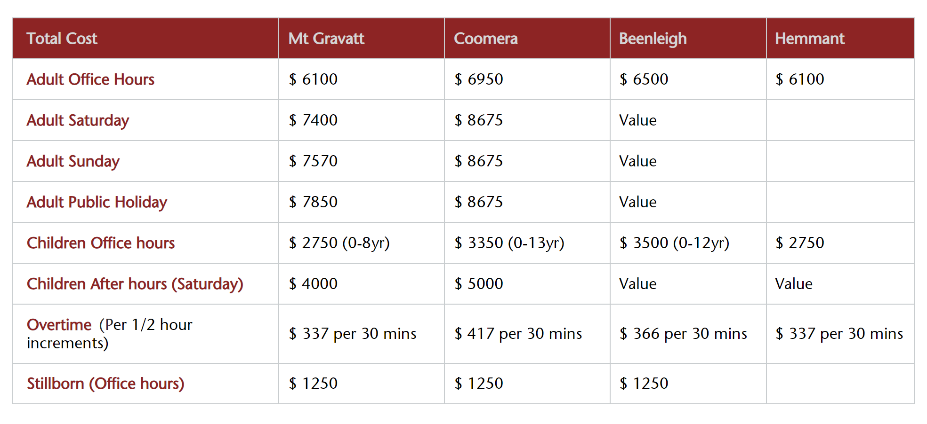 Total Cost Mt Gravatt Coomera Beenleigh Hemmant
Adult Office Hours $ 6100 $ 6950 $ 6500 $ 6100
Adult Saturday $ 7400 $ 8675 Value
Adult Sunday $ 7570 $ 8675 Value
Adult Public Holiday $ 7850 $ 8675 Value
Children Office hours $ 2750 (0-8yr) $ 3350 (0-13yr) $ 3500 (0-12yr) $ 2750
Children After hours (Saturday) $ 4000 $ 5000 Value Value
Overtime (Per 1/2 hour
increments) $ 337 per 30 mins $ 417 per 30 mins $ 366 per 30 mins $ 337 per 30 mins
Stillborn (Office hours) $ 1250 $ 1250 $ 1250